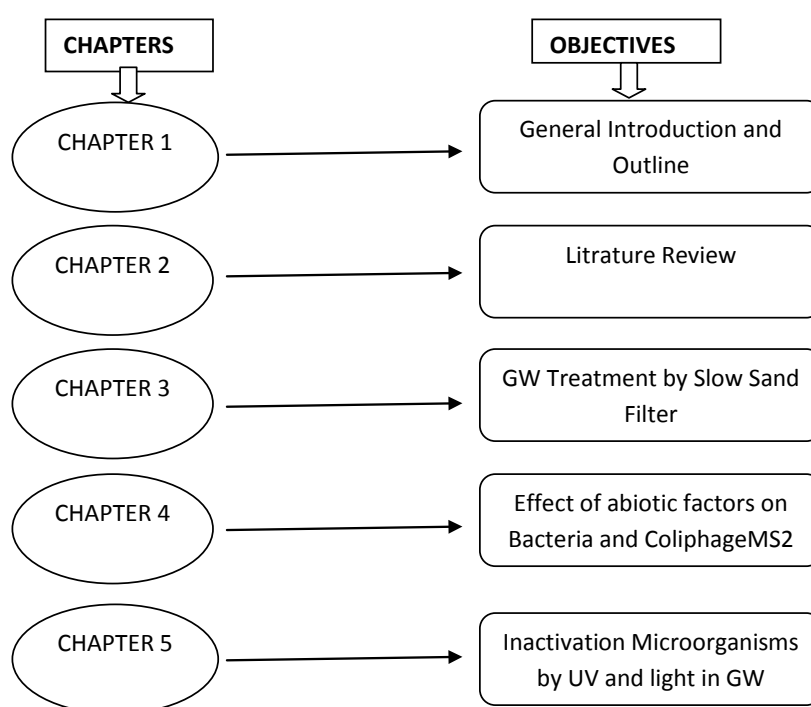 CHAPTERS
OBJECTIVES
CHAPTER 1
General Introduction and
Outline
CHAPTER 2
Litrature Review
CHAPTER 3
GW Treatment by Slow Sand
Filter
CHAPTER 4
Effect of abiotic factors on
Bacteria and ColiphageMS2
CHAPTER 5
Inactivation Microorganisms
by UV and light in GW